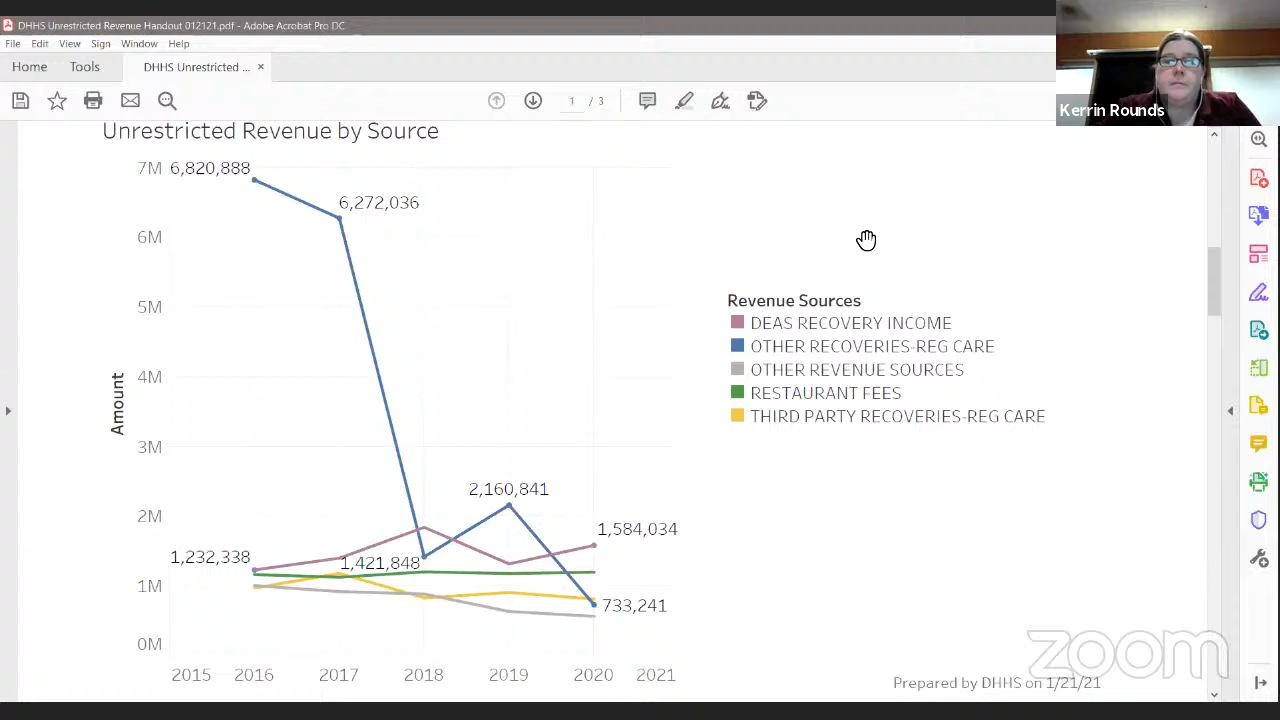 DHHS Unrestricted Revenue Handout 012121.pdf - Adobe Acrobat Pro DC
File Edit View Sign Window Help
Home Tools DHHS Unrestricted ... ×
1 / 3
Kerrin Rounds
Unrestricted Revenue by Source
7M 6,820,888
6,272,036
6M
5M
4M
3M
2M
1M
0M
Amount
2,160,841
1,584,034
1,232,338
1,421,848
733,241
2015 2016 2017 2018 2019 2020 2021
Revenue Sources
DEAS RECOVERY INCOME
OTHER RECOVERIES-REG CARE
OTHER REVENUE SOURCES
RESTAURANT FEES
THIRD PARTY RECOVERIES-REG CARE
zoom
Prepared by DHHS on 1/21/21